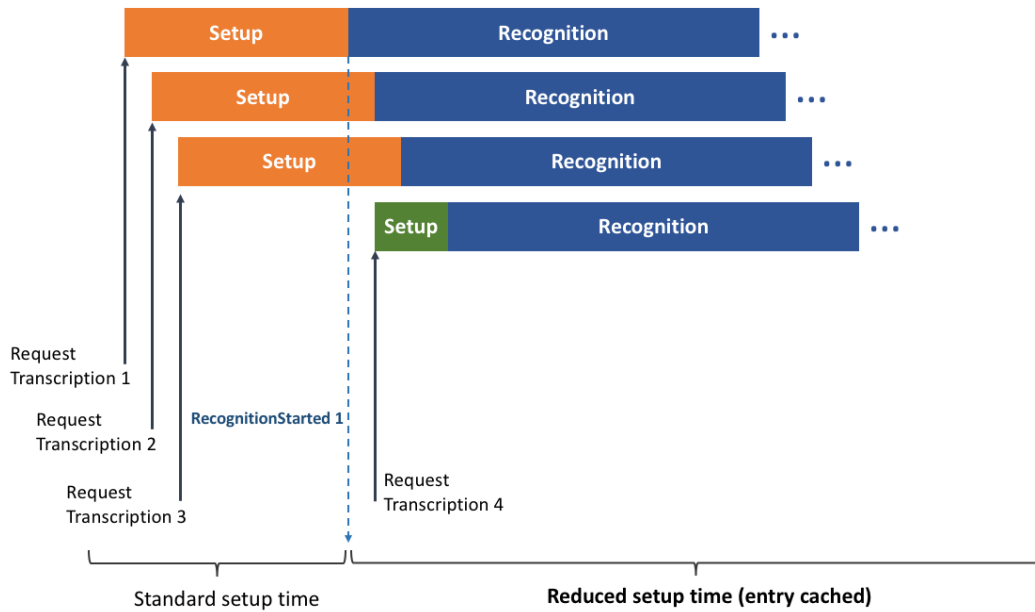 Setup Recognition ...
Setup Recognition ...
Setup Recognition ...
Setup Recognition ...
Request
Transcription 1
Request
Transcription 2
RecognitionStarted 1
Request
Transcription 3
Request
Transcription 4
Standard setup time
Reduced setup time (entry cached)